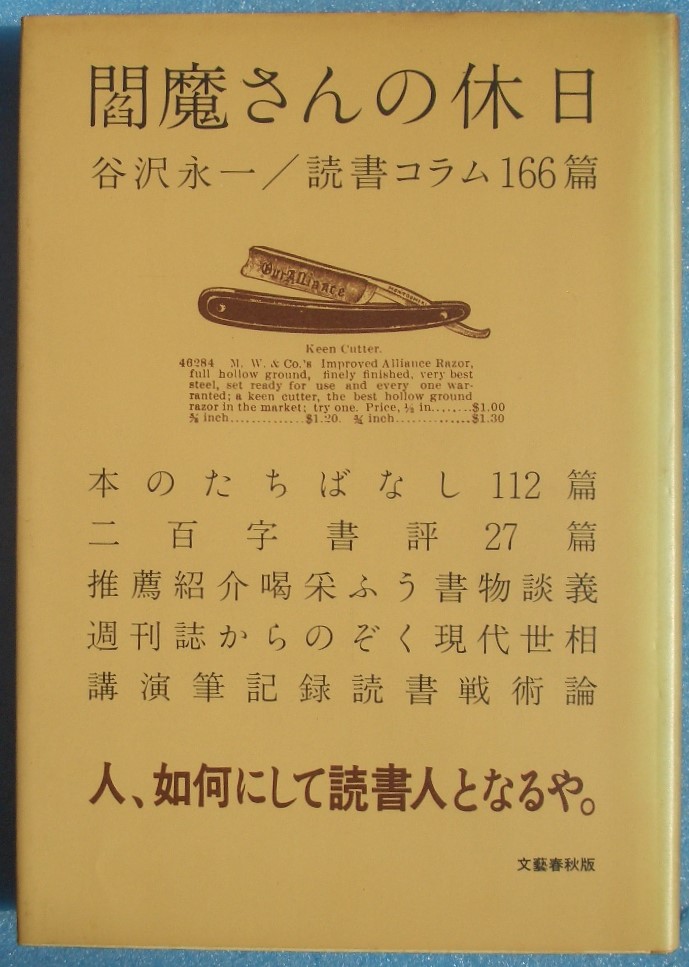 閻魔さんの休日
谷沢永一／読書コラム166篇
Our Alliance
Keen Cutter.
46284 M. W. & Co.'s Improved Alliance Razor,
full hollow ground, finely finished, very best
steel, set ready for use and every one war-
ranted; a keen cutter, the best hollow ground
razor in the market; try one. Price, ½ in.......$1.00
⅝ inch.............$1.20. ¾ inch.............$1.30
本のたちばなし112篇
二百字書評27篇
推薦紹介喝采ふう書物談義
週刊誌からのぞく現代世相
講演筆記録読書戦術論
人、如何にして読書人となるや。
文藝春秋版